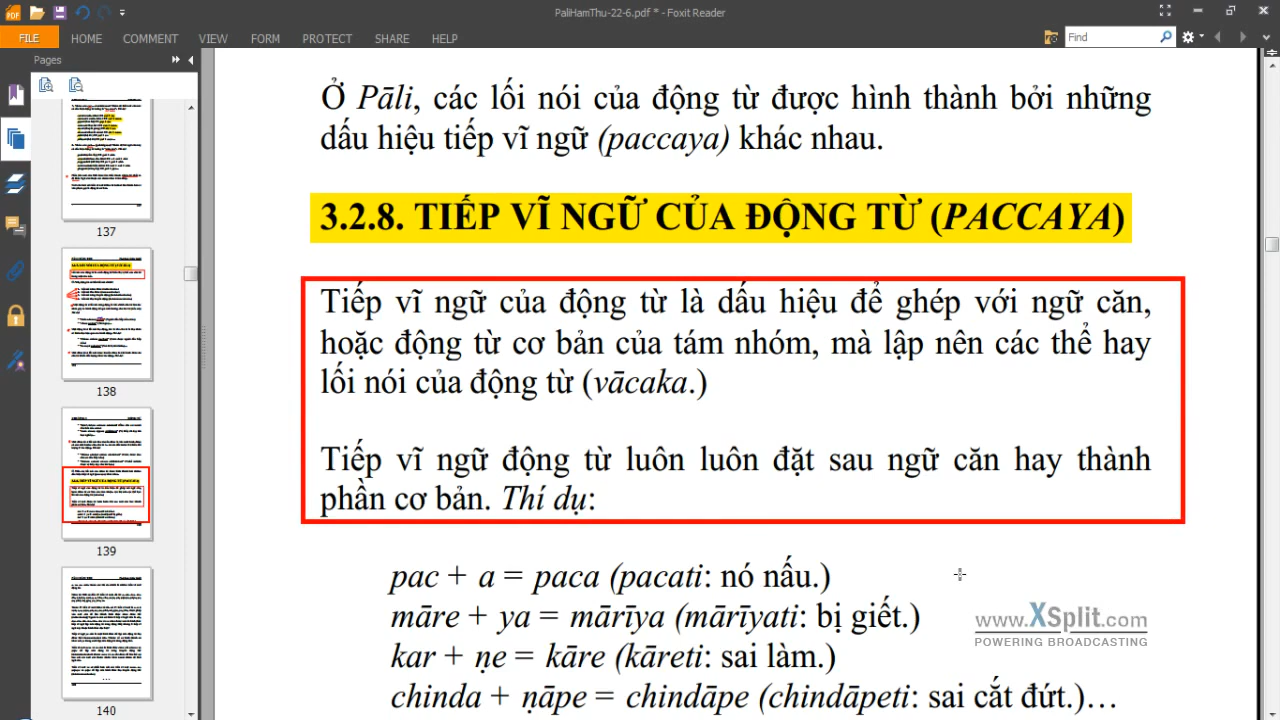 PaliHamThu-22-6.pdf * - Foxit Reader
FILE HOME COMMENT VIEW FORM PROTECT SHARE HELP
Find
Pages
137
138
139
140
Ở Pāli, các lối nói của động từ được hình thành bởi những
dấu hiệu tiếp vĩ ngữ (paccaya) khác nhau.
3.2.8. TIẾP VĨ NGỮ CỦA ĐỘNG TỪ (PACCAYA)
Tiếp vĩ ngữ của động từ là dấu hiệu để ghép với ngữ căn,
hoặc động từ cơ bản của tám nhóm, mà lập nên các thể hay
lối nói của động từ (vācaka.)
Tiếp vĩ ngữ động từ luôn luôn đặt sau ngữ căn hay thành
phần cơ bản. Thí dụ:
pac + a = paca (pacati: nó nấu.)
māre + ya = mārīya (mārīyati: bị giết.)
kar + ṇe = kāre (kāreti: sai làm.)
chinda + ṇāpe = chindāpe (chindāpeti: sai cắt đứt.)…
www.XSplit.com
POWERING BROADCASTING